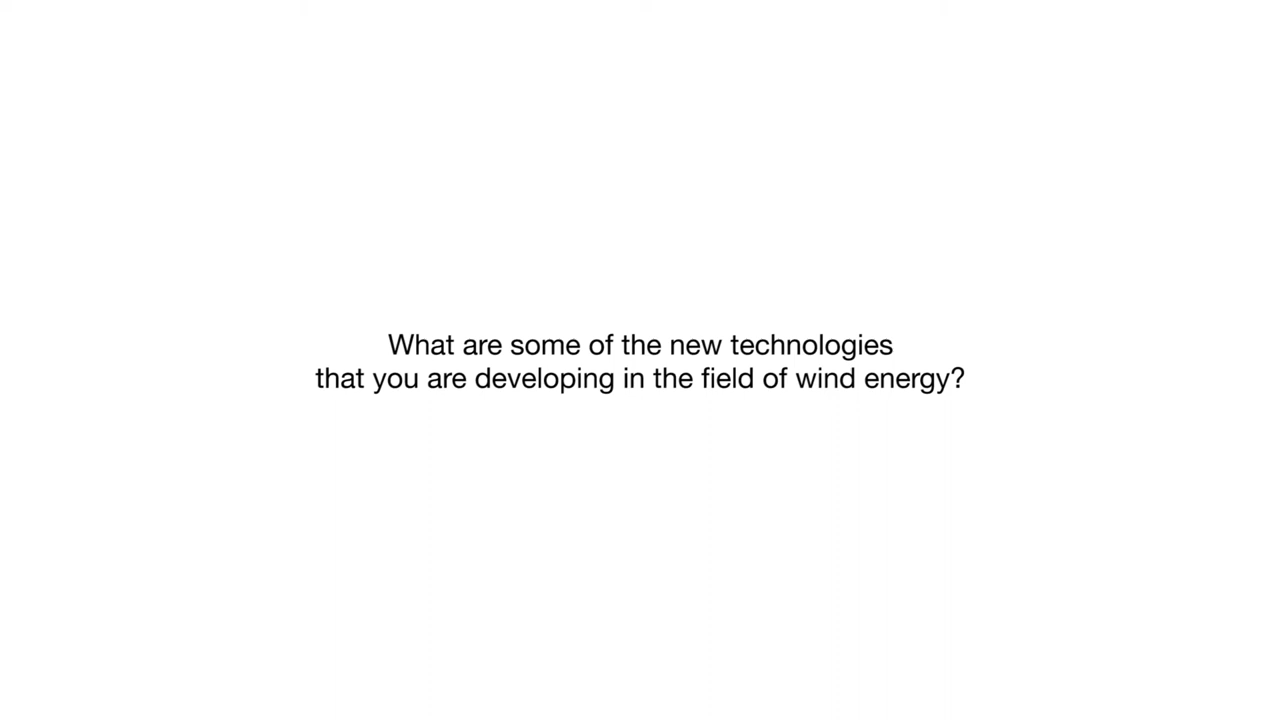 What are some of the new technologies
that you are developing in the field of wind energy?